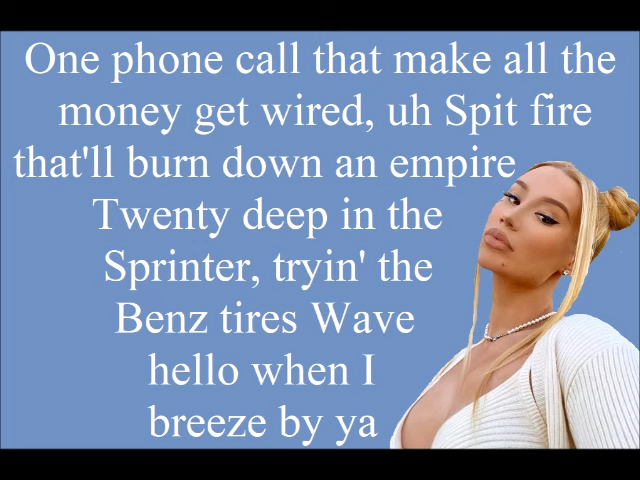 One phone call that make all the
money get wired, uh Spit fire
that'll burn down an empire
Twenty deep in the
Sprinter, tryin' the
Benz tires Wave
hello when I
breeze by ya